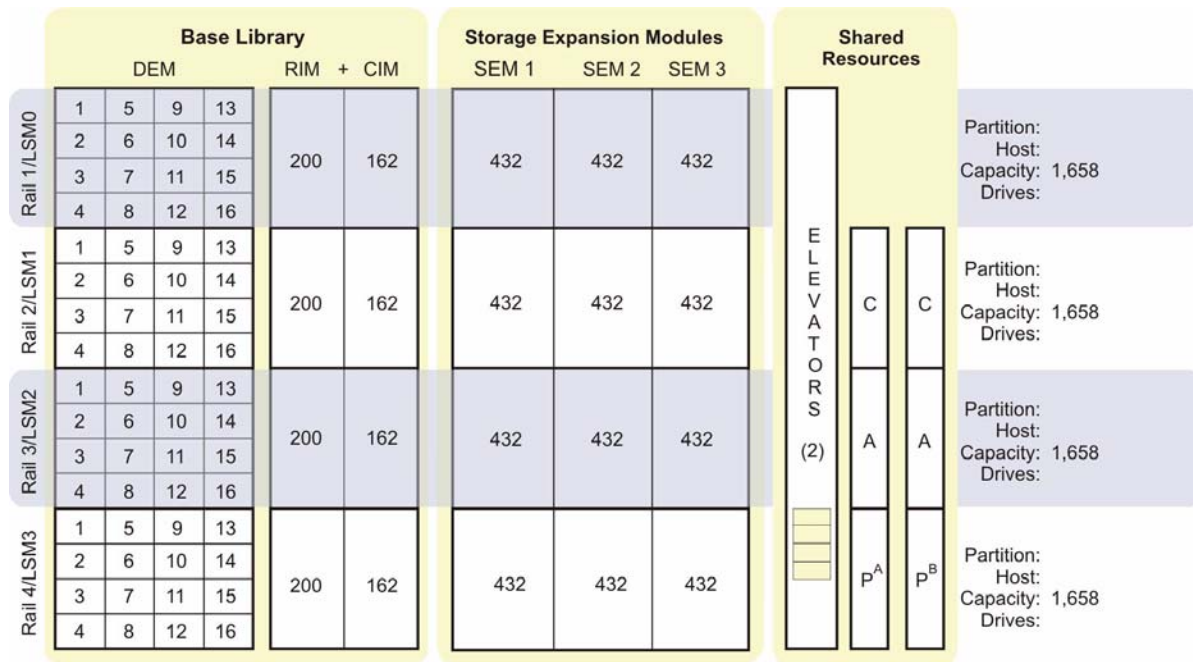 Base Library
Storage Expansion Modules
Shared
Resources
DEM
RIM + CIM
SEM 1 SEM 2 SEM 3
Rail 1/LSM0
1 5 9 13
2 6 10 14
3 7 11 15
4 8 12 16
200 162
432 432 432
Partition:
Host:
Capacity: 1,658
Drives:
Rail 2/LSM1
1 5 9 13
2 6 10 14
3 7 11 15
4 8 12 16
200 162
432 432 432
ELEVATORS
(2)
C C
Partition:
Host:
Capacity: 1,658
Drives:
Rail 3/LSM2
1 5 9 13
2 6 10 14
3 7 11 15
4 8 12 16
200 162
432 432 432
A A
Partition:
Host:
Capacity: 1,658
Drives:
Rail 4/LSM3
1 5 9 13
2 6 10 14
3 7 11 15
4 8 12 16
200 162
432 432 432
P^A P^B
Partition:
Host:
Capacity: 1,658
Drives: